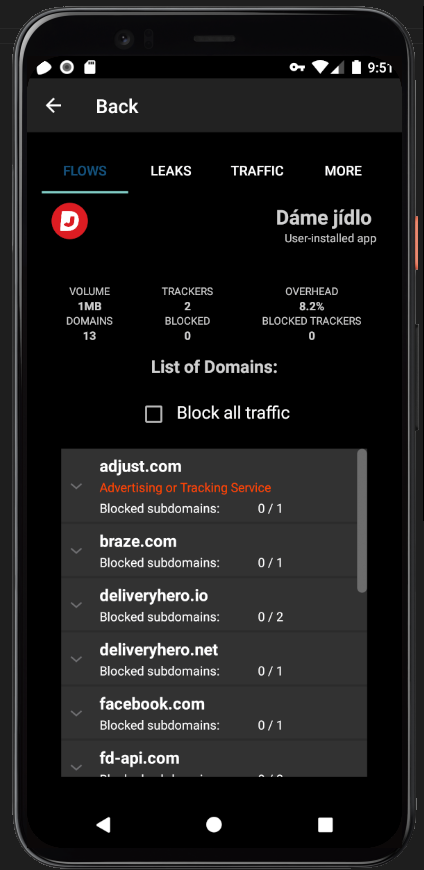 9:51
Back
FLOWS LEAKS TRAFFIC MORE
Dáme jídlo
User-installed app
VOLUME TRACKERS OVERHEAD
1MB 2 8.2%
DOMAINS BLOCKED BLOCKED TRACKERS
13 0 0
List of Domains:
Block all traffic
adjust.com
Advertising or Tracking Service
Blocked subdomains: 0 / 1
braze.com
Blocked subdomains: 0 / 1
deliveryhero.io
Blocked subdomains: 0 / 2
deliveryhero.net
Blocked subdomains: 0 / 1
facebook.com
Blocked subdomains: 0 / 1
fd-api.com